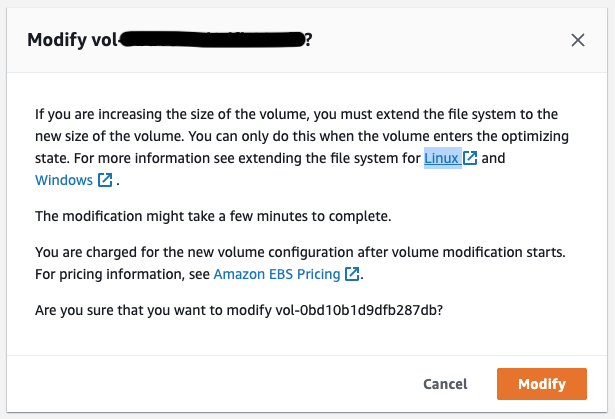 Modify vol-?
If you are increasing the size of the volume, you must extend the file system to the
new size of the volume. You can only do this when the volume enters the optimizing
state. For more information see extending the file system for Linux and
Windows .
The modification might take a few minutes to complete.
You are charged for the new volume configuration after volume modification starts.
For pricing information, see Amazon EBS Pricing.
Are you sure that you want to modify vol-0bd10b1d9dfb287db?
Cancel Modify